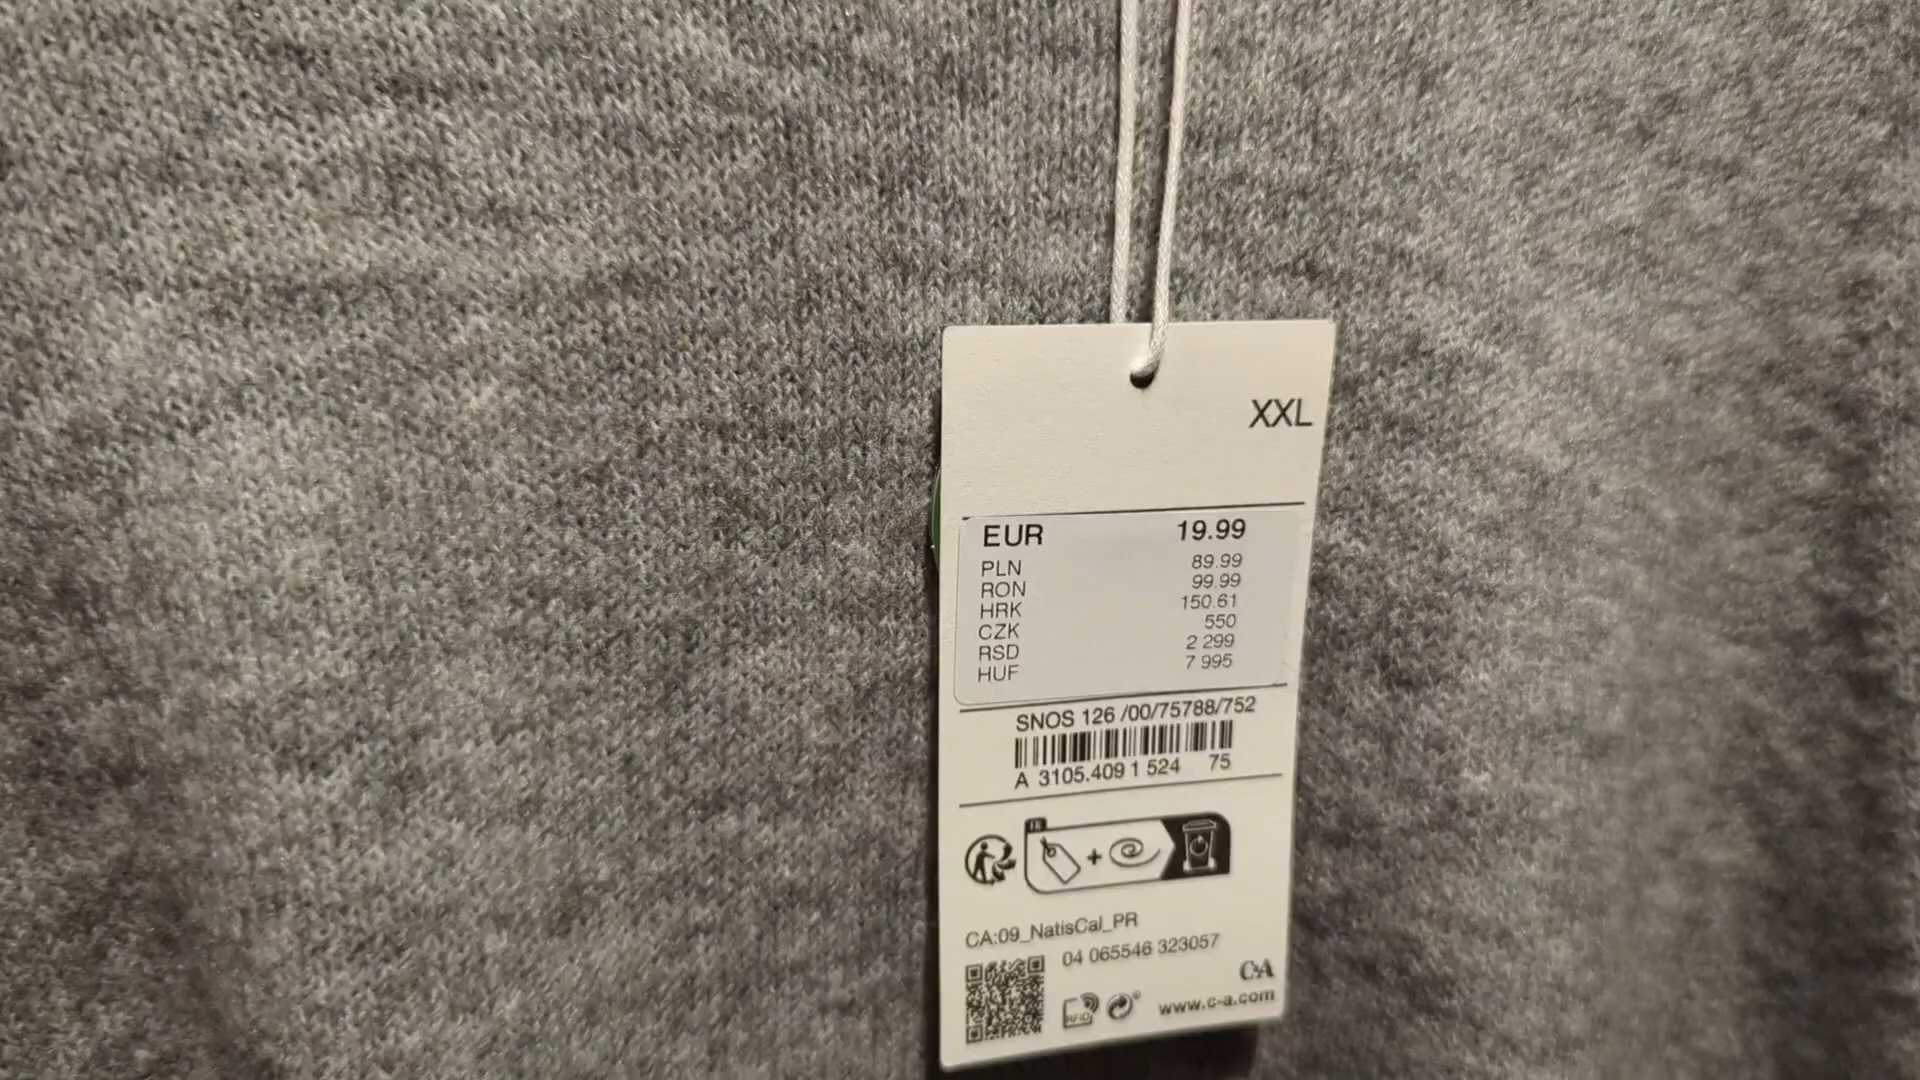 XXL
EUR 19.99
PLN 89.99
RON 99.99
HRK 150.61
CZK 550
RSD 2 299
HUF 7 995
SNOS 126 /00/75788/752
A 3105.409 1 524 75
FR
CA:09_NatisCal_PR
04 065546 323057
C&A
RFID
www.c-a.com